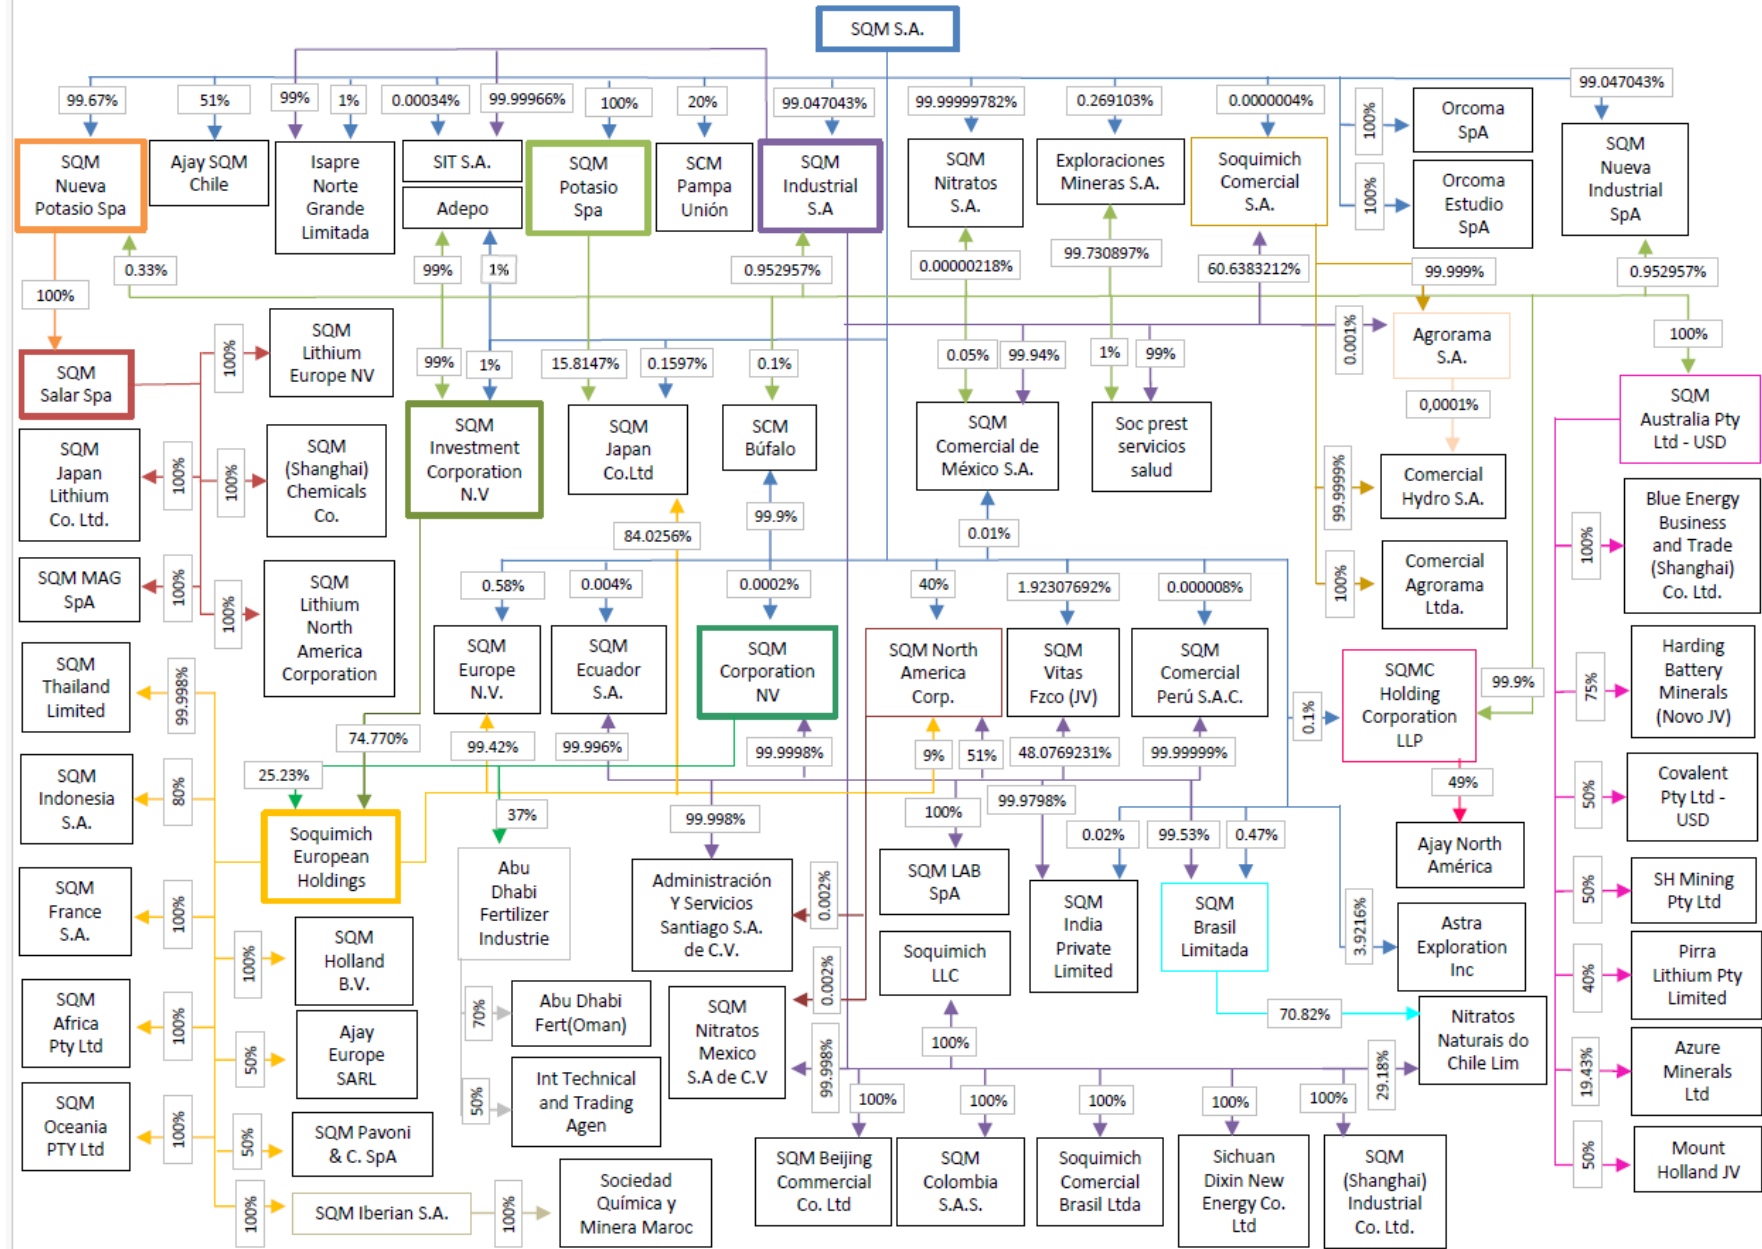 SQM S.A.
99.67%
51%
99%
1%
0.00034%
99.99966%
100%
20%
99.047043%
99.99999782%
0.269103%
0.0000004%
100%
Orcoma
SpA
99.047043%
SQM
Nueva
Potasio Spa
Ajay SQM
Chile
Isapre
Norte
Grande
Limitada
SIT S.A.
Adepo
SQM
Potasio
Spa
SCM
Pampa
Unión
SQM
Industrial
S.A
SQM
Nitratos
S.A.
Exploraciones
Mineras S.A.
Soquimich
Comercial
S.A.
100%
Orcoma
Estudio
SpA
SQM
Nueva
Industrial
SpA
0.33%
99%
1%
0.952957%
0.00000218%
99.730897%
60.6383212%
99.999%
0.952957%
100%
SQM
Salar Spa
100%
SQM
Lithium
Europe NV
99%
1%
15.8147%
0.1597%
0.1%
0.05%
99.94%
1%
99%
0.001%
Agrorama
S.A.
100%
0,0001%
SQM
Japan
Lithium
Co. Ltd.
100%
100%
SQM
(Shanghai)
Chemicals
Co.
SQM
Investment
Corporation
N.V
SQM
Japan
Co.Ltd
SCM
Búfalo
SQM
Comercial de
México S.A.
Soc prest
servicios
salud
SQM
Australia Pty
Ltd - USD
99.9999%
Comercial
Hydro S.A.
84.0256%
99.9%
0.01%
100%
Blue Energy
Business
and Trade
(Shanghai)
Co. Ltd.
SQM MAG
SpA
100%
100%
SQM
Lithium
North
America
Corporation
100%
Comercial
Agrorama
Ltda.
0.58%
0.004%
0.0002%
40%
1.92307692%
0.000008%
SQM
Europe
N.V.
SQM
Ecuador
S.A.
SQM
Corporation
NV
SQM North
America
Corp.
SQM
Vitas
Fzco (JV)
SQM
Comercial
Perú S.A.C.
0.1%
SQMC
Holding
Corporation
LLP
99.9%
75%
Harding
Battery
Minerals
(Novo JV)
SQM
Thailand
Limited
99.998%
74.770%
99.42%
99.996%
99.9998%
9%
51%
48.0769231%
99.99999%
25.23%
SQM
Indonesia
S.A.
80%
49%
50%
Covalent
Pty Ltd -
USD
37%
99.998%
100%
99.9798%
0.02%
99.53%
0.47%
Soquimich
European
Holdings
Abu
Dhabi
Fertilizer
Industrie
Administración
Y Servicios
Santiago S.A.
de C.V.
0.002%
SQM LAB
SpA
SQM
India
Private
Limited
SQM
Brasil
Limitada
Ajay North
América
50%
SH Mining
Pty Ltd
SQM
France
S.A.
100%
100%
SQM
Holland
B.V.
Soquimich
LLC
3.9216%
Astra
Exploration
Inc
40%
Pirra
Lithium Pty
Limited
SQM
Africa
Pty Ltd
100%
50%
Ajay
Europe
SARL
70%
Abu Dhabi
Fert(Oman)
SQM
Nitratos
Mexico
S.A de C.V
0.002%
99.998%
100%
70.82%
29.18%
Nitratos
Naturais do
Chile Lim
19.43%
Azure
Minerals
Ltd
50%
Int Technical
and Trading
Agen
SQM
Oceania
PTY Ltd
100%
50%
SQM Pavoni
& C. SpA
100%
100%
100%
100%
100%
SQM Beijing
Commercial
Co. Ltd
SQM
Colombia
S.A.S.
Soquimich
Comercial
Brasil Ltda
Sichuan
Dixin New
Energy Co.
Ltd
SQM
(Shanghai)
Industrial
Co. Ltd.
50%
Mount
Holland JV
100%
SQM Iberian S.A.
100%
Sociedad
Química y
Minera Maroc